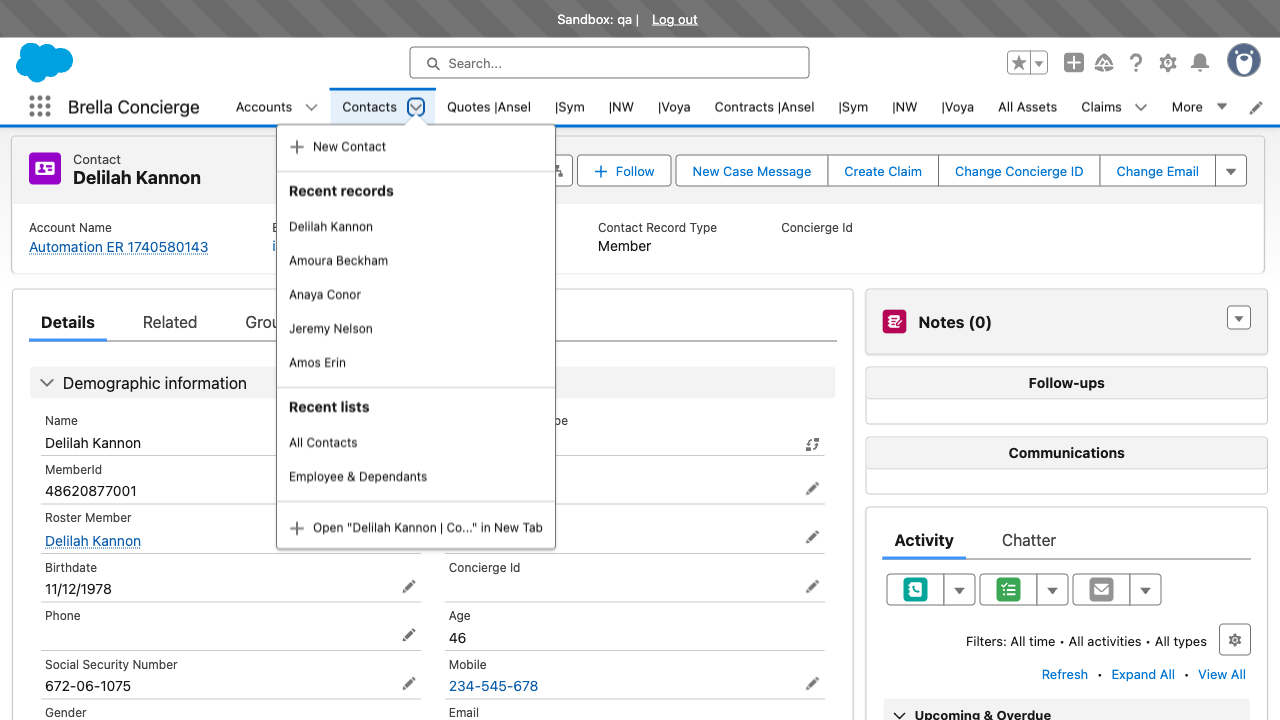 Sandbox: qa | Log out
Search...
Brella Concierge
Accounts
Contacts
Quotes |Ansel
|Sym
|NW
|Voya
Contracts |Ansel
|Sym
|NW
|Voya
All Assets
Claims
More
New Contact
Recent records
Delilah Kannon
Amoura Beckham
Anaya Conor
Jeremy Nelson
Amos Erin
Recent lists
All Contacts
Employee & Dependants
Open "Delilah Kannon | Co..." in New Tab
Contact
Delilah Kannon
Follow
New Case Message
Create Claim
Change Concierge ID
Change Email
Account Name
Automation ER 1740580143
Contact Record Type
Member
Concierge Id
Details
Related
Demographic information
Name
Delilah Kannon
MemberId
48620877001
Roster Member
Delilah Kannon
Birthdate
11/12/1978
Concierge Id
Phone
Age
46
Social Security Number
672-06-1075
Mobile
234-545-678
Gender
Email
Notes (0)
Follow-ups
Communications
Activity
Chatter
Filters: All time • All activities • All types
Refresh • Expand All • View All
Upcoming & Overdue